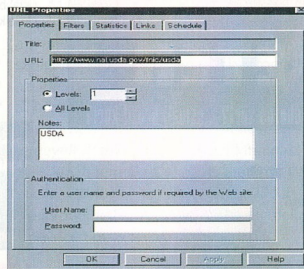 URL Properties
Properties Filters Statistics Links Schedule
Title:
URL: http://www.nal.usda.gov/fnic/usda
Properties
Levels: 1
All Levels
Notes:
USDA
Authentication
Enter a user name and password if required by the Web site
User Name:
Password:
OK Cancel Apply Help